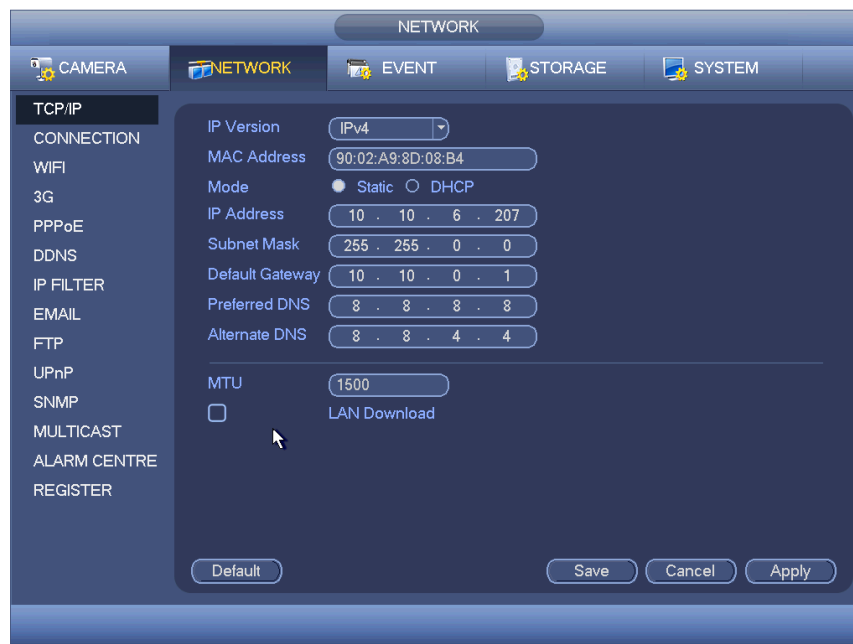 NETWORK
CAMERA NETWORK EVENT STORAGE SYSTEM
TCP/IP
CONNECTION
WIFI
3G
PPPoE
DDNS
IP FILTER
EMAIL
FTP
UPnP
SNMP
MULTICAST
ALARM CENTRE
REGISTER
IP Version IPv4
MAC Address 90:02:A9:8D:08:B4
Mode Static DHCP
IP Address 10 . 10 . 6 . 207
Subnet Mask 255 . 255 . 0 . 0
Default Gateway 10 . 10 . 0 . 1
Preferred DNS 8 . 8 . 8 . 8
Alternate DNS 8 . 8 . 4 . 4
MTU 1500
LAN Download
Default Save Cancel Apply